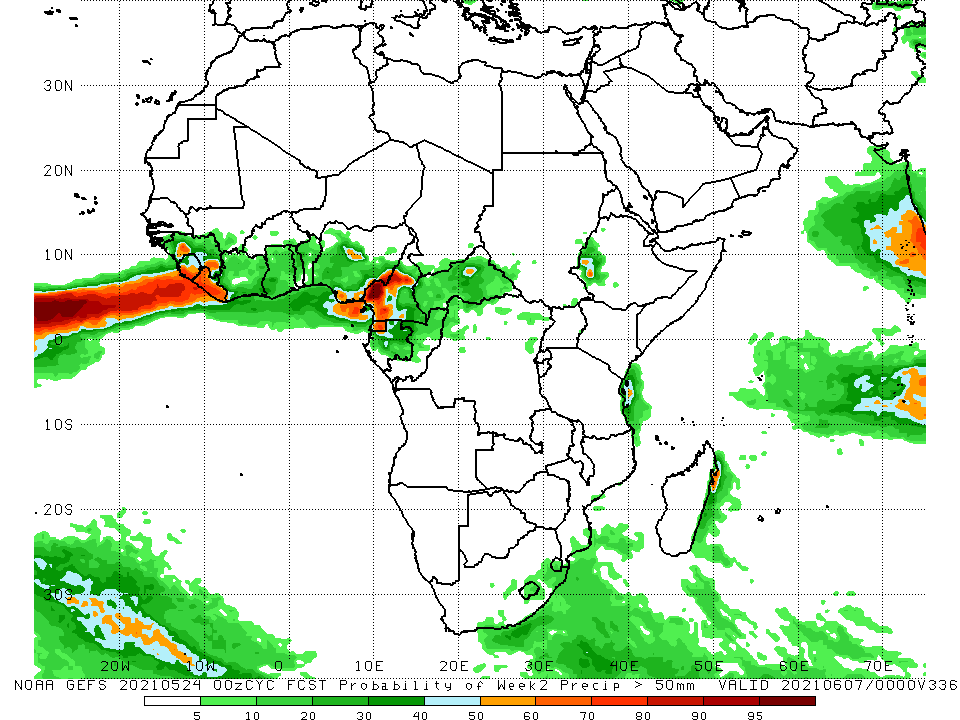 30N
20N
10N
0
10S
20S
30S
20W 10W 0 10E 20E 30E 40E 50E 60E 70E
NOAA GEFS 20210524 00zCYC FCST Probability of Week2 Precip > 50mm VALID 20210607/0000V336
5 10 20 30 40 50 60 70 80 90 95